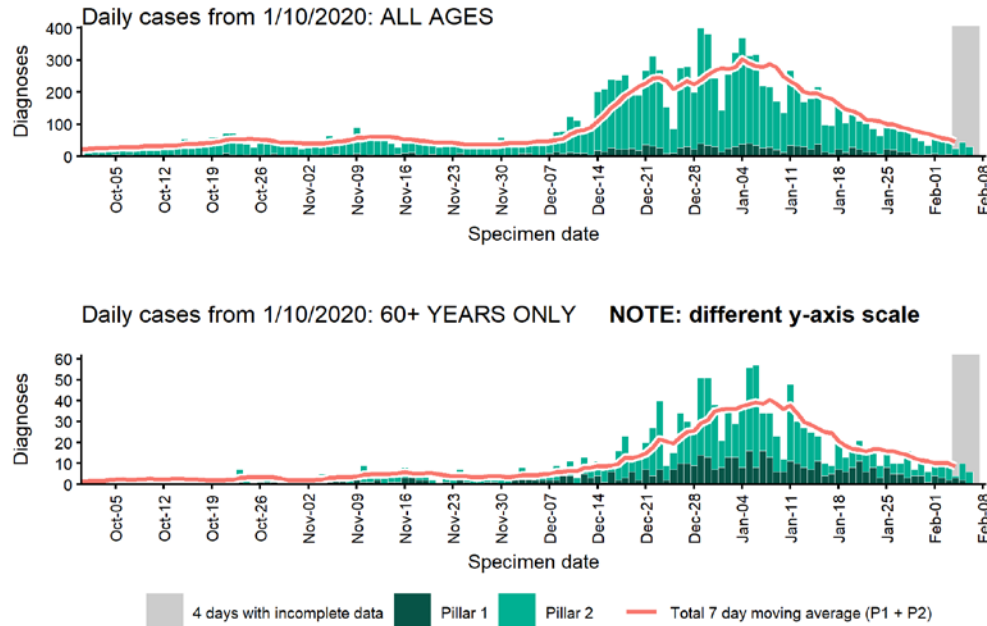 Daily cases from 1/10/2020: ALL AGES
400
300
200
100
0
Diagnoses
Oct-05 Oct-12 Oct-19 Oct-26 Nov-02 Nov-09 Nov-16 Nov-23 Nov-30 Dec-07 Dec-14 Dec-21 Dec-28 Jan-04 Jan-11 Jan-18 Jan-25 Feb-01 Feb-08
Specimen date
Daily cases from 1/10/2020: 60+ YEARS ONLY NOTE: different y-axis scale
60
50
40
30
20
10
0
Diagnoses
Oct-05 Oct-12 Oct-19 Oct-26 Nov-02 Nov-09 Nov-16 Nov-23 Nov-30 Dec-07 Dec-14 Dec-21 Dec-28 Jan-04 Jan-11 Jan-18 Jan-25 Feb-01 Feb-08
Specimen date
4 days with incomplete data Pillar 1 Pillar 2 Total 7 day moving average (P1 + P2)